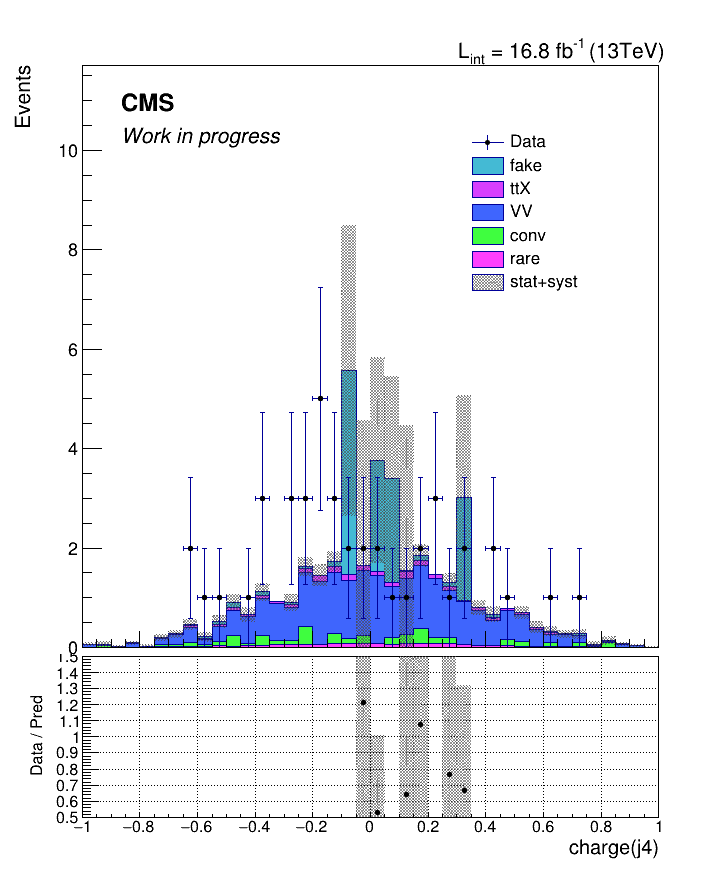 L_int = 16.8 fb^-1 (13TeV)
Events
CMS
Work in progress
Data
fake
ttX
VV
conv
rare
stat+syst
10
8
6
4
2
0
Data / Pred
1.5
1.4
1.3
1.2
1.1
1
0.9
0.8
0.7
0.6
0.5
−1 −0.8 −0.6 −0.4 −0.2 0 0.2 0.4 0.6 0.8 1
charge(j4)